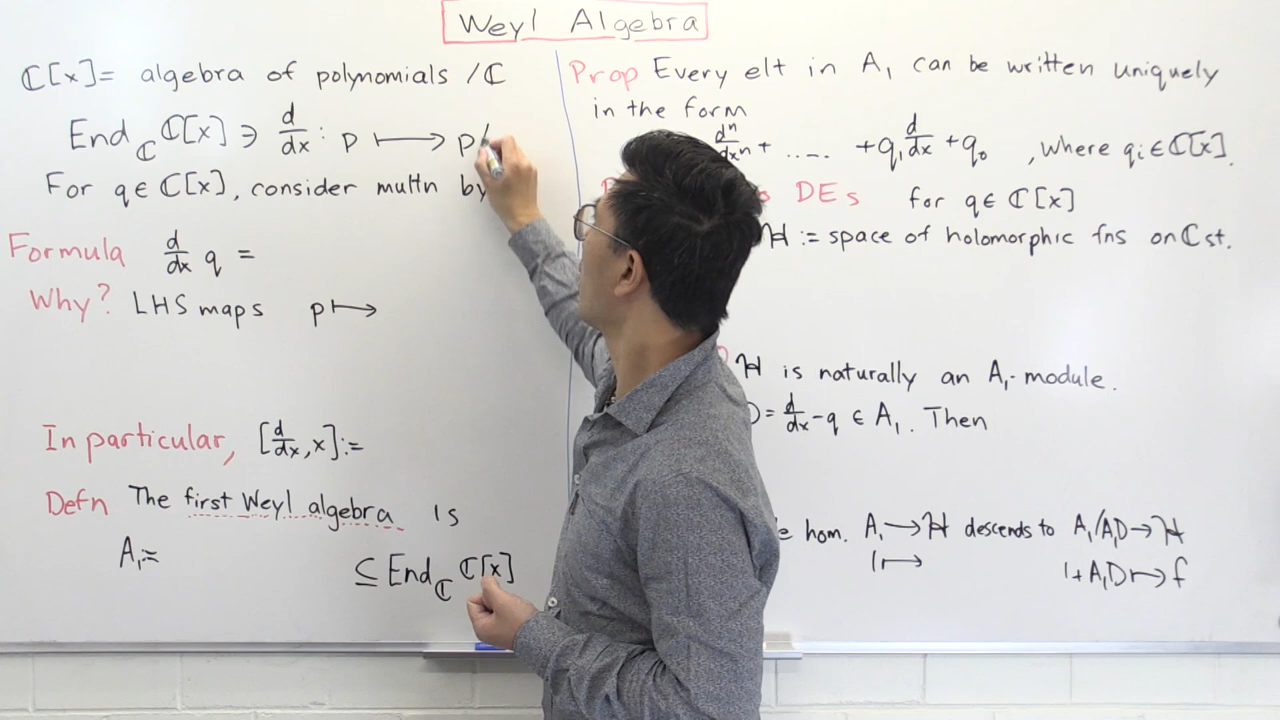 Weyl Algebra
ℂ[x] = algebra of polynomials /ℂ
End_ℂ ℂ[x] ∋ d/dx : p ⟼ p'
For q ∈ ℂ[x], consider multn by
Formula d/dx q =
Why? LHS maps p ⟼
In particular, [d/dx, x] :=
Defn The first Weyl algebra is
A₁ :=
⊆ End_ℂ ℂ[x]
Prop Every elt in A₁ can be written uniquely
in the form
dⁿ/dxⁿ + ..... + q₁ d/dx + q₀ , where qᵢ ∈ ℂ[x].
DEs for q ∈ ℂ[x]
H := space of holomorphic fns on ℂ st.
H is naturally an A₁-module.
= d/dx - q ∈ A₁. Then
hom. A₁ ⟶ H descends to A₁/A₁D → H
1 ⟼ 1 + A₁D ⟼ f